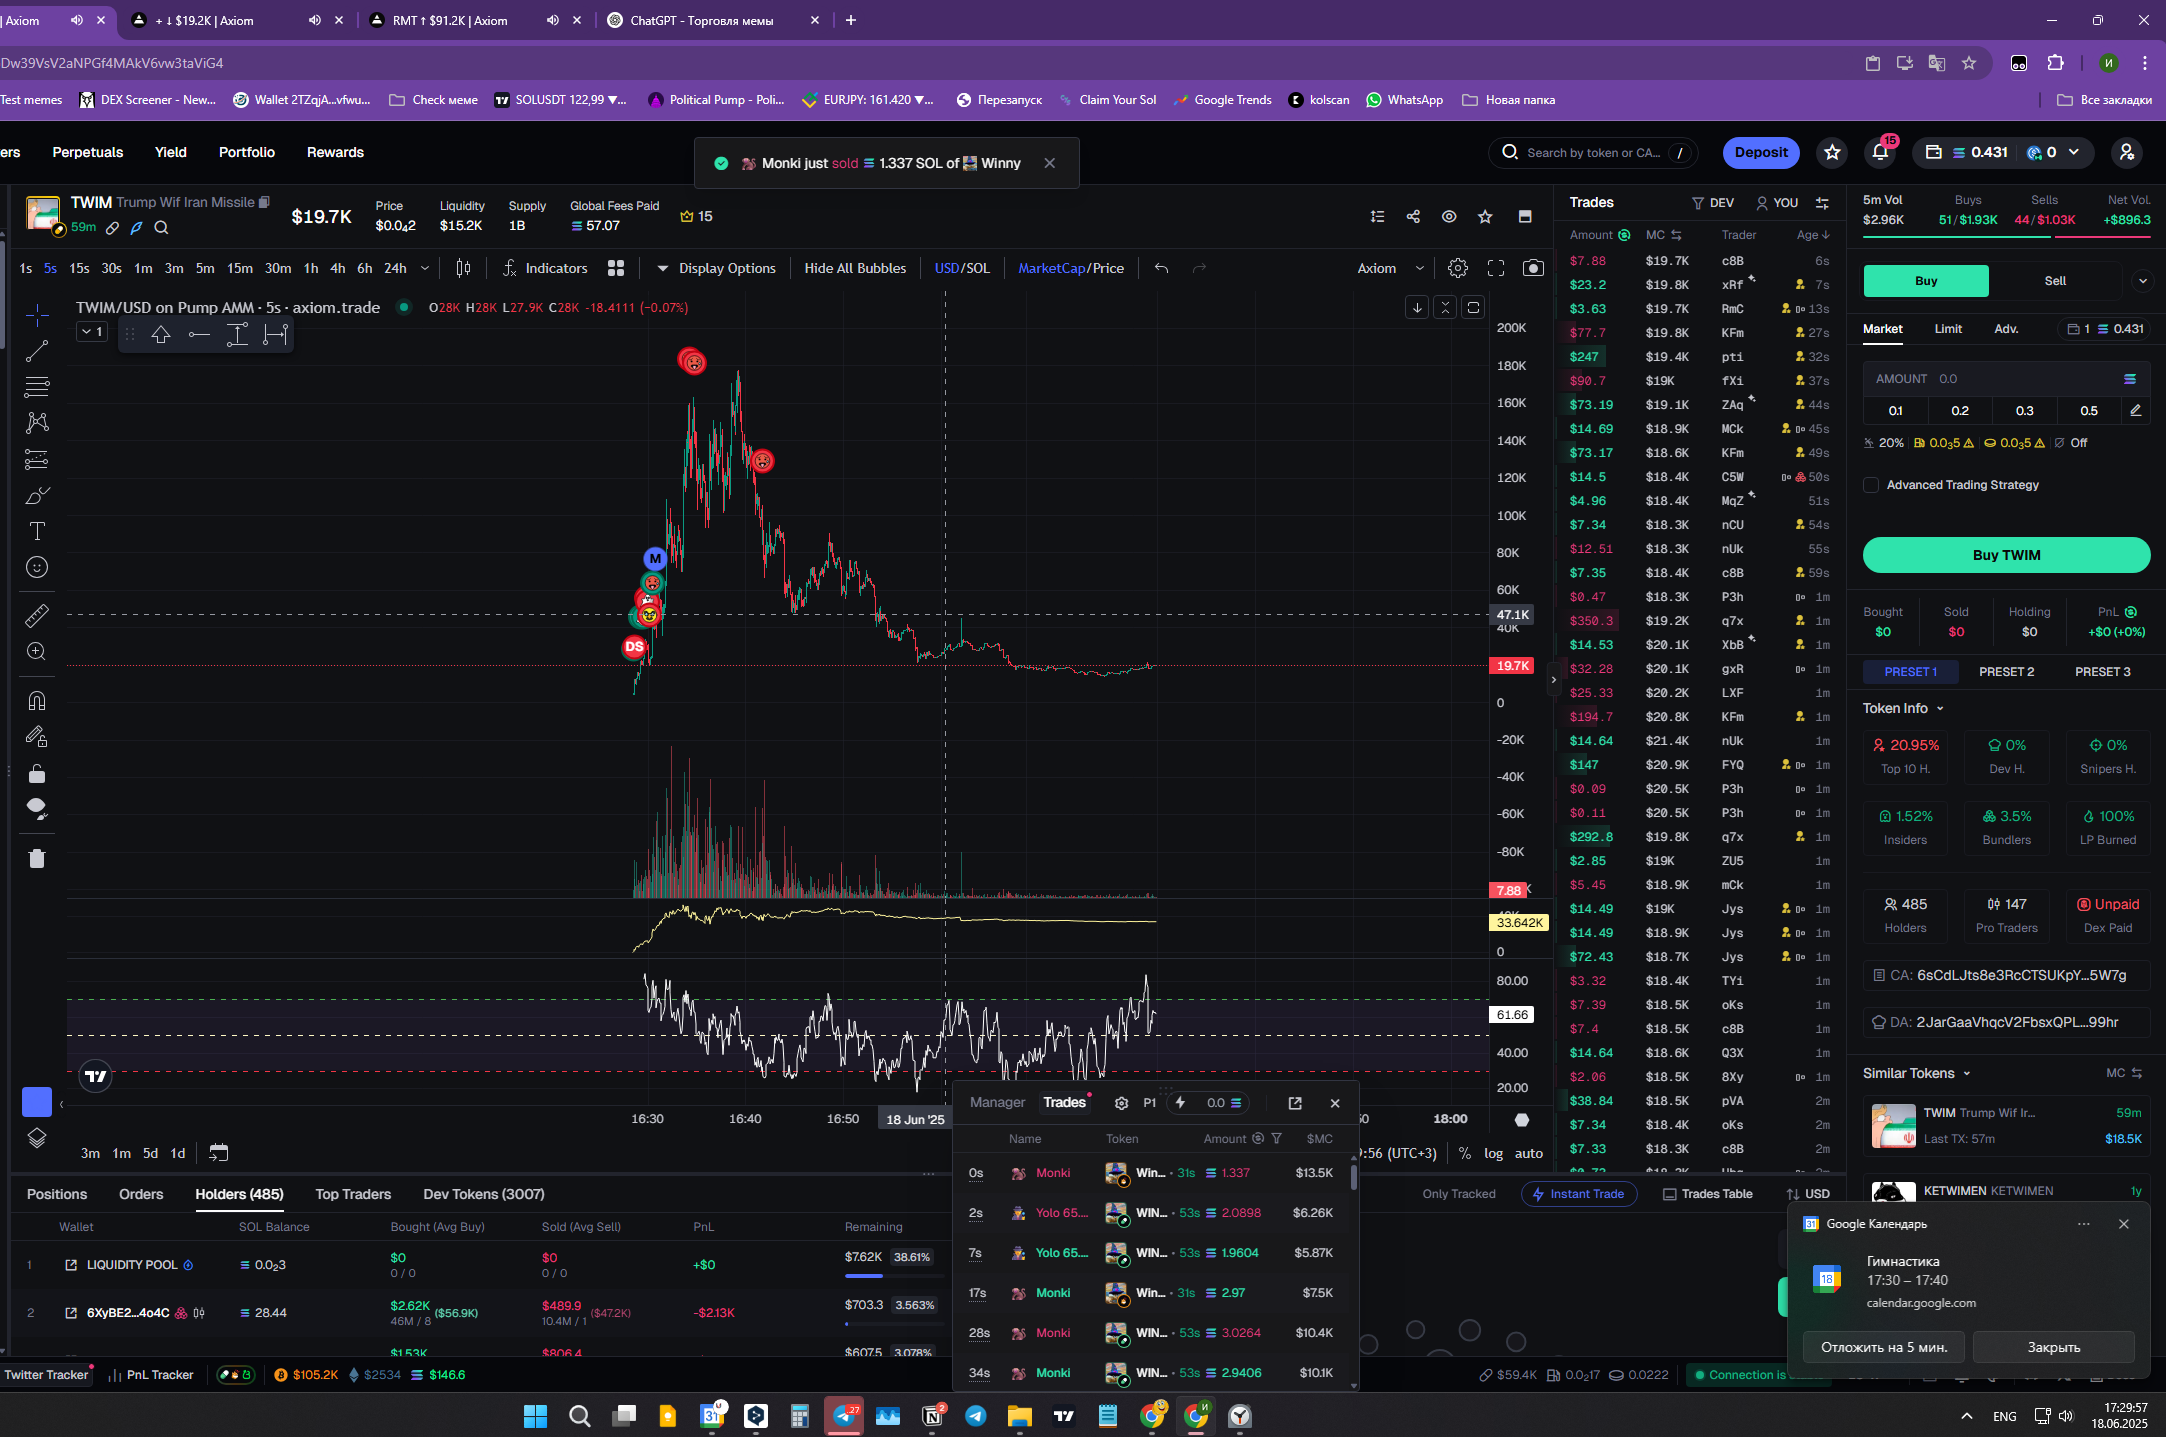 Axiom
+ ↓ $19.2K | Axiom
RMT ↑ $91.2K | Axiom
ChatGPT - Торговля мемы
Dw39VsV2aNPGf4MAkV6vw3taViG4
Test memes
DEX Screener - New...
Wallet 2TZqjA...vfwu...
Check меме
SOLUSDT 122,99 ▼...
Political Pump - Poli...
EURJPY: 161.420 ▼...
Перезапуск
Claim Your Sol
Google Trends
kolscan
WhatsApp
Новая папка
Все закладки
ers
Perpetuals
Yield
Portfolio
Rewards
Monki just sold 1.337 SOL of Winny
Search by token or CA... /
Deposit
15
0.431
0
TWIM Trump Wif Iran Missile
59m
$19.7K
Price
$0.0₄2
Liquidity
$15.2K
Supply
1B
Global Fees Paid
57.07
15
1s 5s 15s 30s 1m 3m 5m 15m 30m 1h 4h 6h 24h
Indicators
Display Options
Hide All Bubbles
USD/SOL
MarketCap/Price
Axiom
TWIM/USD on Pump AMM · 5s · axiom.trade
O28K H28K L27.9K C28K -18.4111 (-0.07%)
1
M
DS
200K
180K
160K
140K
120K
100K
80K
60K
47.1K
40K
19.7K
0
-20K
-40K
-60K
-80K
7.88
33.642K
0
80.00
61.66
40.00
20.00
16:30
16:40
16:50
18 Jun '25
18:00
3m 1m 5d 1d
9:56 (UTC+3)
% log auto
Trades
DEV
YOU
Amount MC Trader Age
$7.88 $19.7K c8B 6s
$23.2 $19.8K xRf 7s
$3.63 $19.7K RmC 13s
$77.7 $19.8K KFm 27s
$247 $19.4K pti 32s
$90.7 $19K fXi 37s
$73.19 $19.1K ZAq 44s
$14.69 $18.9K MCk 45s
$73.17 $18.6K KFm 49s
$14.5 $18.4K C5W 50s
$4.96 $18.4K MqZ 51s
$7.34 $18.3K nCU 54s
$12.51 $18.3K nUk 55s
$7.35 $18.4K c8B 59s
$0.47 $18.3K P3h 1m
$350.3 $19.2K q7x 1m
$14.53 $20.1K XbB 1m
$32.28 $20.1K gxR 1m
$25.33 $20.2K LXF 1m
$194.7 $20.8K KFm 1m
$14.64 $21.4K nUk 1m
$147 $20.9K FYQ 1m
$0.09 $20.5K P3h 1m
$0.11 $20.5K P3h 1m
$292.8 $19.8K q7x 1m
$2.85 $19K ZU5 1m
$5.45 $18.9K mCk 1m
$14.49 $19K Jys 1m
$14.49 $18.9K Jys 1m
$72.43 $18.7K Jys 1m
$3.32 $18.4K TYi 1m
$7.39 $18.5K oKs 1m
$7.4 $18.5K c8B 1m
$14.64 $18.6K Q3X 1m
$2.06 $18.5K 8Xy 1m
$38.84 $18.5K pVA 2m
$7.34 $18.4K oKs 2m
$7.33 $18.4K c8B 2m
5m Vol Buys Sells Net Vol.
$2.96K 51/$1.93K 44/$1.03K +$896.3
Buy
Sell
Market
Limit
Adv.
1 0.431
AMOUNT 0.0
0.1 0.2 0.3 0.5
20% 0.0₃5 0.0₃5 Off
Advanced Trading Strategy
Buy TWIM
Bought Sold Holding PnL
$0 $0 $0 +$0 (+0%)
PRESET 1 PRESET 2 PRESET 3
Token Info
20.95% 0% 0%
Top 10 H. Dev H. Snipers H.
1.52% 3.5% 100%
Insiders Bundlers LP Burned
485 147 Unpaid
Holders Pro Traders Dex Paid
CA: 6sCdLJts8e3RcCTSUKpY...5W7g
DA: 2JarGaaVhqcV2FbsxQPL...99hr
Similar Tokens
MC
TWIM Trump Wif Ir...
59m
Last TX: 57m
$18.5K
KETWIMEN KETWIMEN
1y
Manager
Trades
P1
0.0
Name Token Amount $MC
0s Monki Win... · 31s 1.337 $13.5K
2s Yolo 65.... WIN... · 53s 2.0898 $6.26K
7s Yolo 65.... WIN... · 53s 1.9604 $5.87K
17s Monki Win... · 31s 2.97 $7.5K
28s Monki WIN... · 53s 3.0264 $10.4K
34s Monki WIN... · 53s 2.9406 $10.1K
Positions
Orders
Holders (485)
Top Traders
Dev Tokens (3007)
Only Tracked
Instant Trade
Trades Table
USD
Wallet SOL Balance Bought (Avg Buy) Sold (Avg Sell) PnL Remaining
1 LIQUIDITY POOL 0.0₂3 $0 $0 +$0 $7.62K 38.61%
0 / 0 0 / 0
2 6XyBE2...4o4C 28.44 $2.62K ($56.9K) $489.9 ($47.2K) -$2.13K $703.3 3.563%
46M / 8 10.4M / 1
$1.53K $806.4 $607.5 3.078%
Google Календарь
Гимнастика
17:30 – 17:40
calendar.google.com
Отложить на 5 мин.
Закрыть
Twitter Tracker
PnL Tracker
$105.2K
$2534
$146.6
$59.4K
0.0₂17
0.0222
Connection is
27
2
ENG
17:29:57
18.06.2025